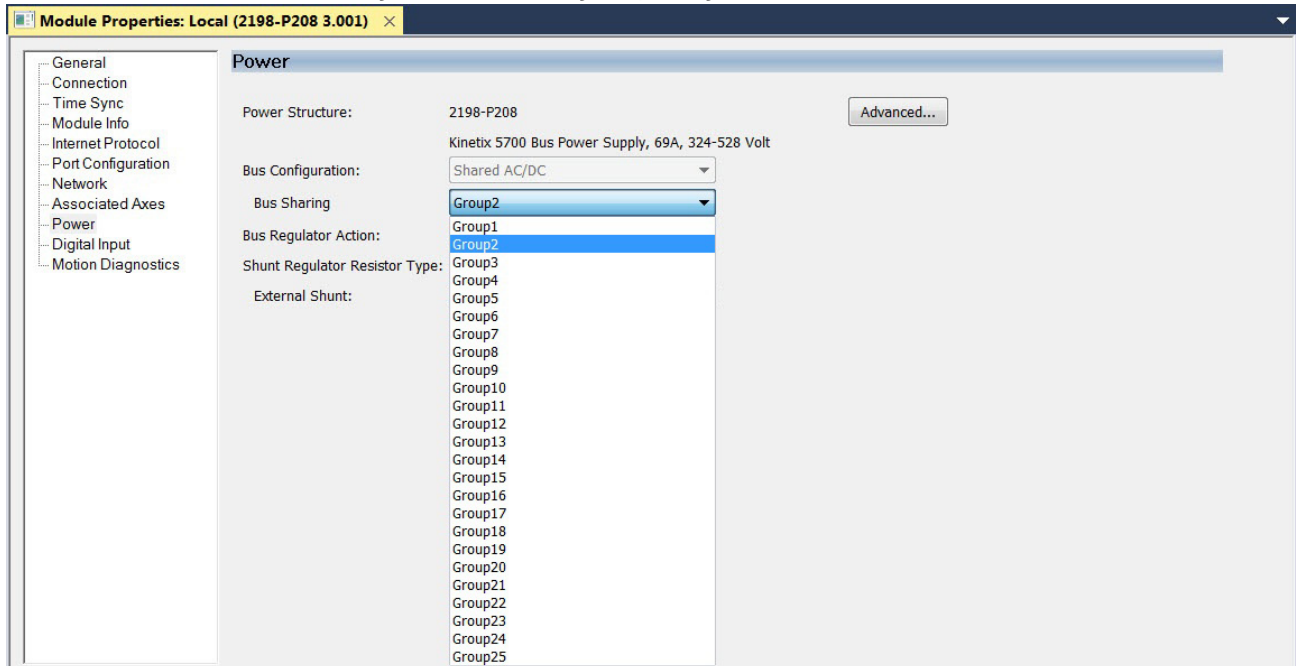 Module Properties: Local (2198-P208 3.001) ×
General
Connection
Time Sync
Module Info
Internet Protocol
Port Configuration
Network
Associated Axes
Power
Digital Input
Motion Diagnostics
Power
Power Structure: 2198-P208 Advanced...
Kinetix 5700 Bus Power Supply, 69A, 324-528 Volt
Bus Configuration: Shared AC/DC
Bus Sharing Group2
Bus Regulator Action:
Shunt Regulator Resistor Type:
External Shunt:
Group1
Group2
Group3
Group4
Group5
Group6
Group7
Group8
Group9
Group10
Group11
Group12
Group13
Group14
Group15
Group16
Group17
Group18
Group19
Group20
Group21
Group22
Group23
Group24
Group25